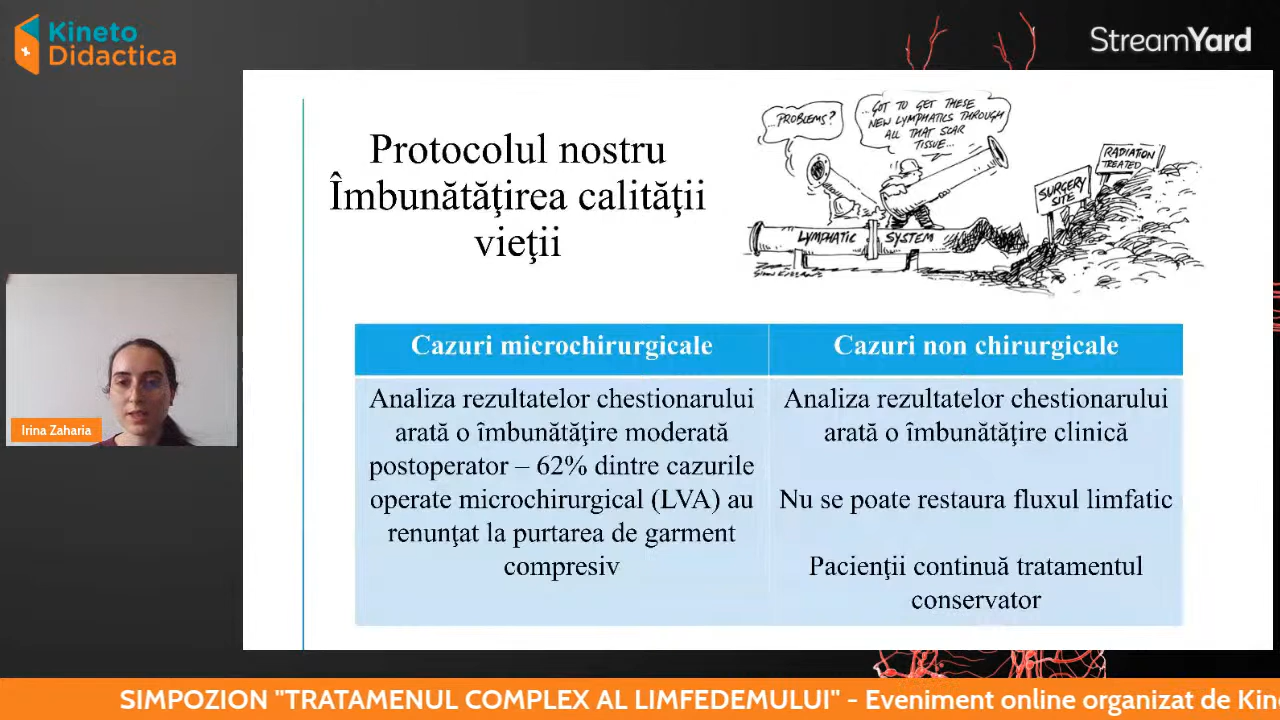 Kineto
Didactica
StreamYard
Protocolul nostru
Îmbunătăţirea calităţii
vieţii
...PROBLEMS?
...GOT TO GET THESE
NEW LYMPHATICS THROUGH
ALL THAT SCAR
TISSUE...
RADIATION
TREATED
SURGERY
SITE
LYMPHATIC SYSTEM
Cazuri microchirurgicale
Analiza rezultatelor chestionarului
arată o îmbunătăţire moderată
postoperator – 62% dintre cazurile
operate microchirurgical (LVA) au
renunţat la purtarea de garment
compresiv
Cazuri non chirurgicale
Analiza rezultatelor chestionarului
arată o îmbunătăţire clinică
Nu se poate restaura fluxul limfatic
Pacienţii continuă tratamentul
conservator
Irina Zaharia
SIMPOZION "TRATAMENUL COMPLEX AL LIMFEDEMULUI" - Eveniment online organizat de Kin